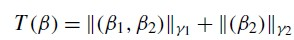 T(β) = ‖(β₁, β₂)‖γ₁ + ‖(β₂)‖γ₂